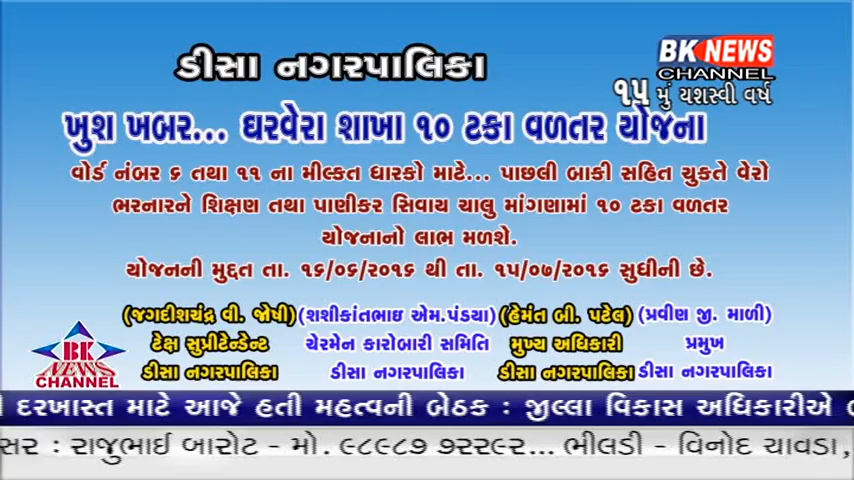 ડીસા નગરપાલિકા
BK NEWS
CHANNEL
૧૫ મું યશસ્વી વર્ષ
ખુશ ખબર... ઘરવેરા શાખા ૧૦ ટકા વળતર યોજના
વોર્ડ નંબર ૬ તથા ૧૧ ના મીલ્કત ધારકો માટે... પાછલી બાકી સહિત ચુકતે વેરો
ભરનારને શિક્ષણ તથા પાણીકર સિવાય ચાલુ માંગણામાં ૧૦ ટકા વળતર
યોજનાનો લાભ મળશે.
યોજનની મુદ્દત તા. ૧૬/૦૬/૨૦૧૬ થી તા. ૧૫/૦૭/૨૦૧૬ સુધીની છે.
(જગદીશચંદ્ર વી. જોષી) (શશીકાંતભાઇ એમ.પંડયા) (હેમંત બી. પટેલ) (પ્રવીણ જી. માળી)
ટેક્ષ સુપ્રીટેન્ડેન્ટ ચેરમેન કારોબારી સમિતિ મુખ્ય અધિકારી પ્રમુખ
ડીસા નગરપાલિકા ડીસા નગરપાલિકા ડીસા નગરપાલિકા ડીસા નગરપાલિકા
BK
NEWS
CHANNEL
દરખાસ્ત માટે આજે હતી મહત્વની બેઠક : જીલ્લા વિકાસ અધિકારીએ
સર : રાજુભાઈ બારોટ - મો. ૯૮૯૮૭ ૭૨૨૯૨... ભીલડી - વિનોદ ચાવડા,